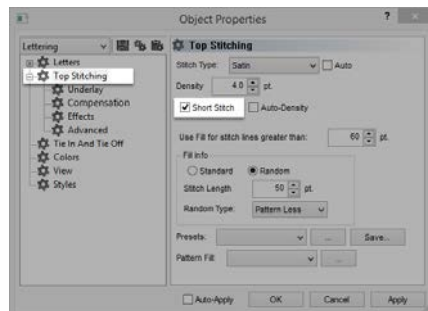 Object Properties ?
Lettering
Letters
Top Stitching
Underlay
Compensation
Effects
Advanced
Tie In And Tie Off
Colors
View
Styles
Top Stitching
Stitch Type: Satin Auto
Density 4.0 pt.
Short Stitch Auto-Density
Use Fill for stitch lines greater than: 60 pt.
Fill Info
Standard Random
Stitch Length 50 pt.
Random Type: Pattern Less
Presets: ... Save...
Pattern Fill: ...
Auto-Apply OK Cancel Apply